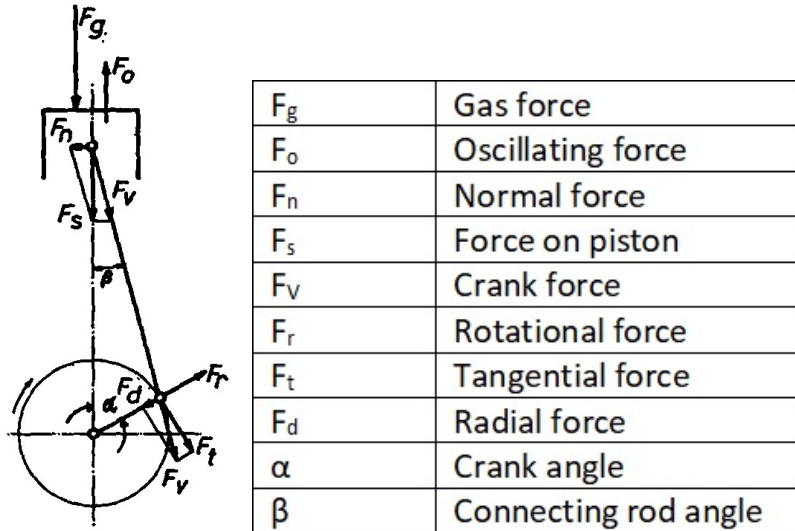 Fg
Fo
Fn
Fs
Fv
β
α
Fd
Fr
Ft
Fv
Fg Gas force
Fo Oscillating force
Fn Normal force
Fs Force on piston
FV Crank force
Fr Rotational force
Ft Tangential force
Fd Radial force
α Crank angle
β Connecting rod angle